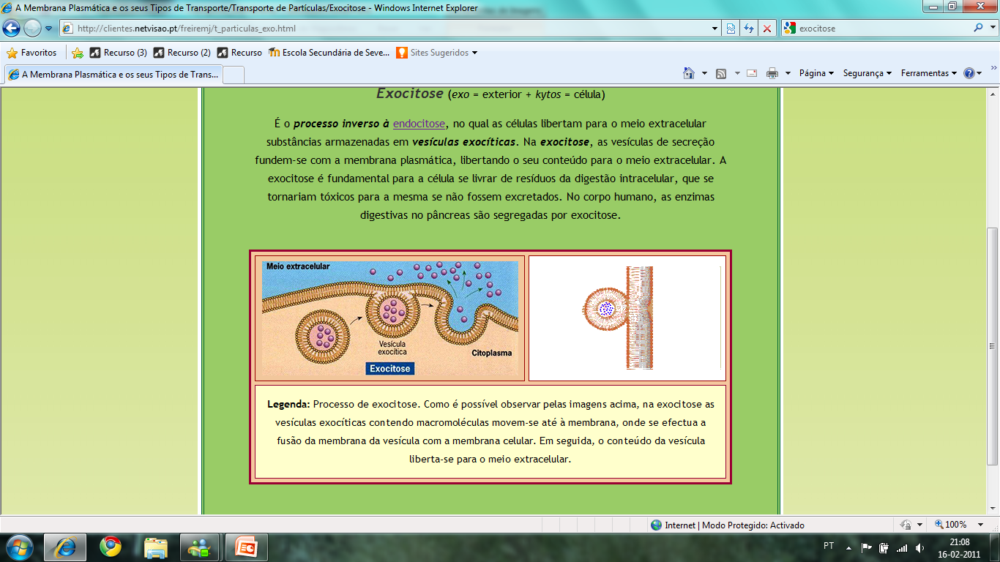 A Membrana Plasmática e os seus Tipos de Transporte/Transporte de Partículas/Exocitose - Windows Internet Explorer
http://clientes.netvisao.pt/freiremj/t_particulas_exo.html
exocitose
Favoritos
Recurso (3)
Recurso (2)
Recurso
Escola Secundária de Seve...
Sites Sugeridos
A Membrana Plasmática e os seus Tipos de Trans...
Página
Segurança
Ferramentas
Exocitose (exo = exterior + kytos = célula)
É o processo inverso à endocitose, no qual as células libertam para o meio extracelular
substâncias armazenadas em vesículas exocíticas. Na exocitose, as vesículas de secreção
fundem-se com a membrana plasmática, libertando o seu conteúdo para o meio extracelular. A
exocitose é fundamental para a célula se livrar de resíduos da digestão intracelular, que se
tornariam tóxicos para a mesma se não fossem excretados. No corpo humano, as enzimas
digestivas no pâncreas são segregadas por exocitose.
Meio extracelular
Vesícula
exocítica
Citoplasma
Exocitose
Legenda: Processo de exocitose. Como é possível observar pelas imagens acima, na exocitose as
vesículas exocíticas contendo macromoléculas movem-se até à membrana, onde se efectua a
fusão da membrana da vesícula com a membrana celular. Em seguida, o conteúdo da vesícula
liberta-se para o meio extracelular.
Internet | Modo Protegido: Activado
100%
PT
21:08
16-02-2011